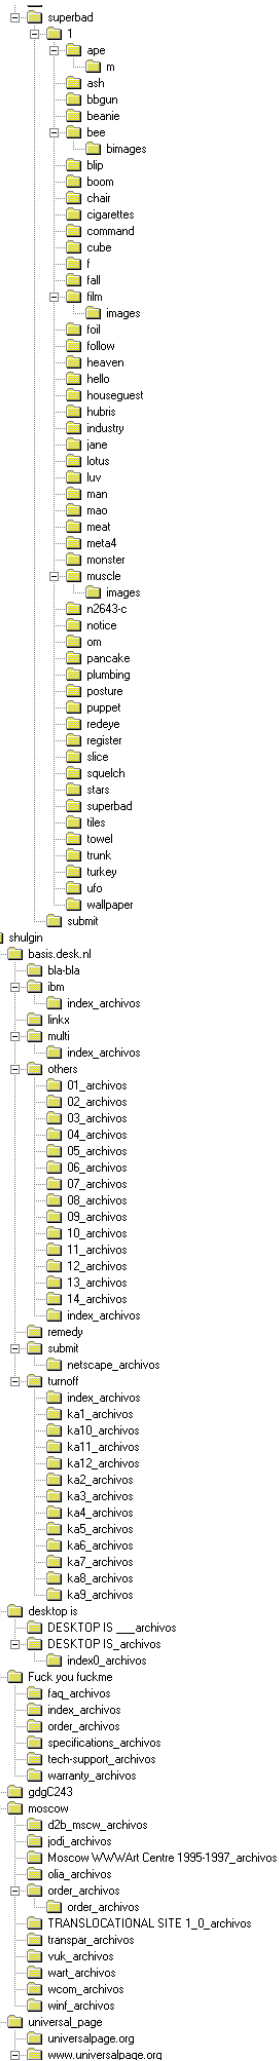 superbad
1
ape
m
ash
bbgun
beanie
bee
bimages
blip
boom
chair
cigarettes
command
cube
f
fall
film
images
foil
follow
heaven
hello
houseguest
hubris
industry
jane
lotus
luv
man
mao
meat
meta4
monster
muscle
images
n2643-c
notice
om
pancake
plumbing
posture
puppet
redeye
register
slice
squelch
stars
superbad
tiles
towel
trunk
turkey
ufo
wallpaper
submit
shulgin
basis.desk.nl
bla-bla
ibm
index_archivos
linkx
multi
index_archivos
others
01_archivos
02_archivos
03_archivos
04_archivos
05_archivos
06_archivos
07_archivos
08_archivos
09_archivos
10_archivos
11_archivos
12_archivos
13_archivos
14_archivos
index_archivos
remedy
submit
netscape_archivos
turnoff
index_archivos
ka1_archivos
ka10_archivos
ka11_archivos
ka12_archivos
ka2_archivos
ka3_archivos
ka4_archivos
ka5_archivos
ka6_archivos
ka7_archivos
ka8_archivos
ka9_archivos
desktop is
DESKTOP IS ___archivos
DESKTOP IS_archivos
index0_archivos
Fuck you fuckme
faq_archivos
index_archivos
order_archivos
specifications_archivos
tech-support_archivos
warranty_archivos
gdgC243
moscow
d2b_mscw_archivos
jodi_archivos
Moscow WWWArt Centre 1995-1997_archivos
olia_archivos
order_archivos
order_archivos
TRANSLOCATIONAL SITE 1_0_archivos
transpar_archivos
vuk_archivos
wart_archivos
wcom_archivos
winf_archivos
universal_page
universalpage.org
www.universalpage.org